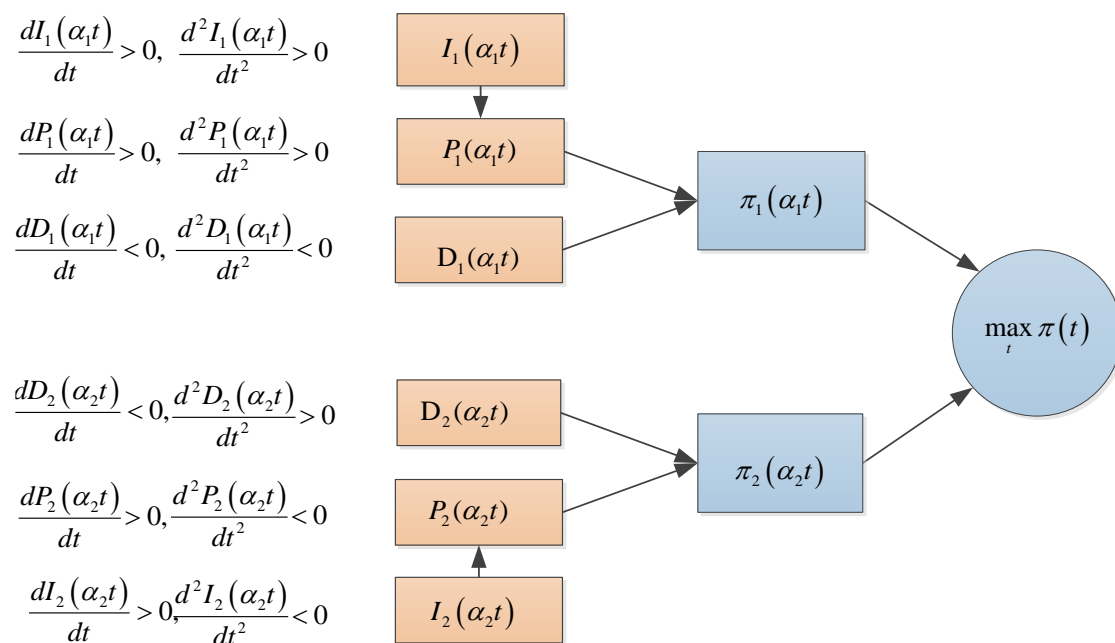 dI₁(α₁t)/dt > 0, d²I₁(α₁t)/dt² > 0
I₁(α₁t)
dP₁(α₁t)/dt > 0, d²P₁(α₁t)/dt² > 0
P₁(α₁t)
π₁(α₁t)
dD₁(α₁t)/dt < 0, d²D₁(α₁t)/dt² < 0
D₁(α₁t)
max π(t)
t
dD₂(α₂t)/dt < 0, d²D₂(α₂t)/dt² > 0
D₂(α₂t)
π₂(α₂t)
dP₂(α₂t)/dt > 0, d²P₂(α₂t)/dt² < 0
P₂(α₂t)
dI₂(α₂t)/dt > 0, d²I₂(α₂t)/dt² < 0
I₂(α₂t)